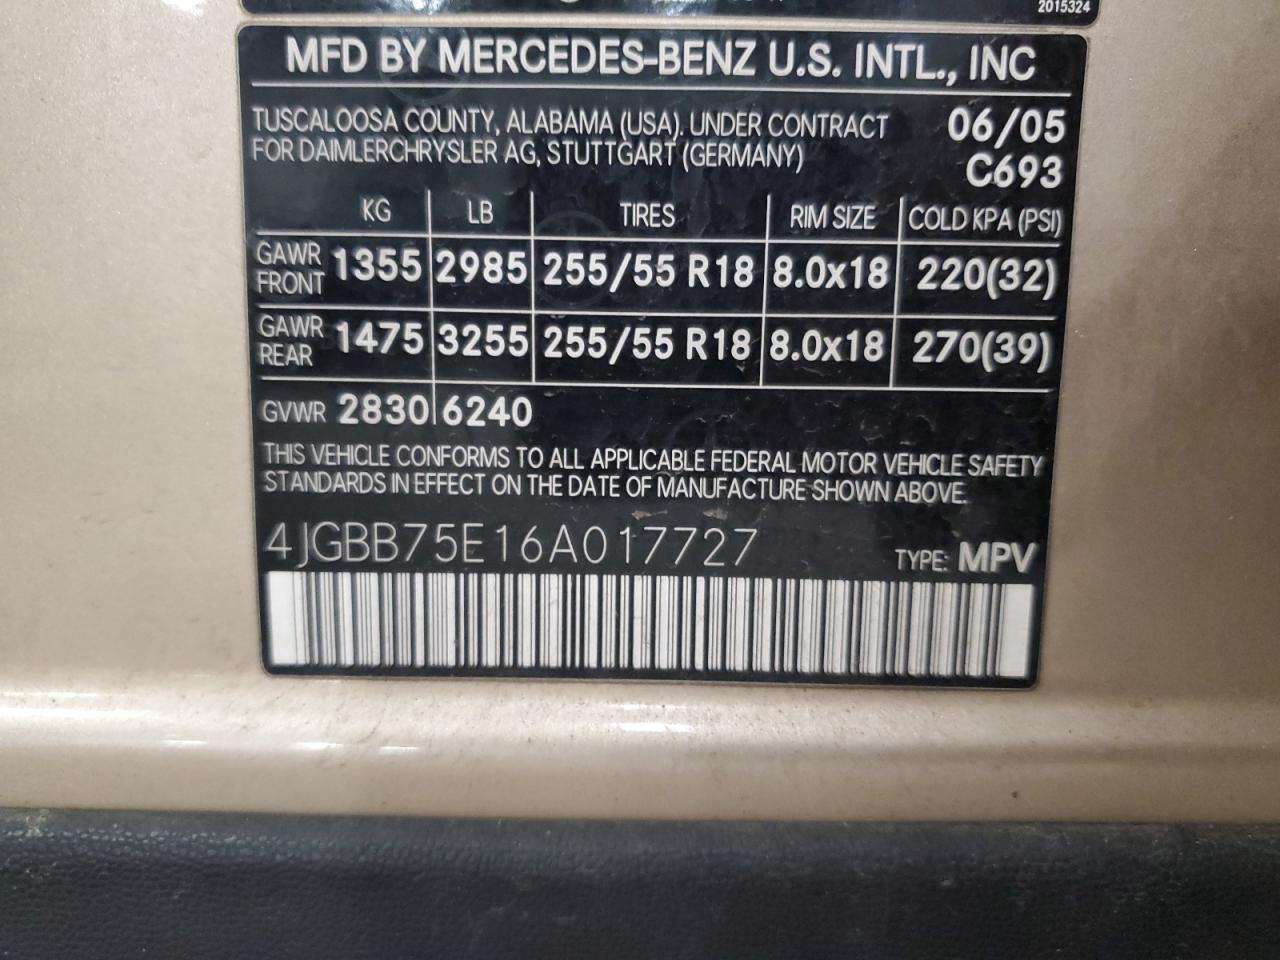 2015324
MFD BY MERCEDES-BENZ U.S. INTL., INC
TUSCALOOSA COUNTY, ALABAMA (USA). UNDER CONTRACT 06/05
FOR DAIMLERCHRYSLER AG, STUTTGART (GERMANY) C693
KG LB TIRES RIM SIZE COLD KPA (PSI)
GAWR FRONT 1355 2985 255/55 R18 8.0x18 220(32)
GAWR REAR 1475 3255 255/55 R18 8.0x18 270(39)
GVWR 2830 6240
THIS VEHICLE CONFORMS TO ALL APPLICABLE FEDERAL MOTOR VEHICLE SAFETY
STANDARDS IN EFFECT ON THE DATE OF MANUFACTURE SHOWN ABOVE.
4JGBB75E16A017727 TYPE: MPV